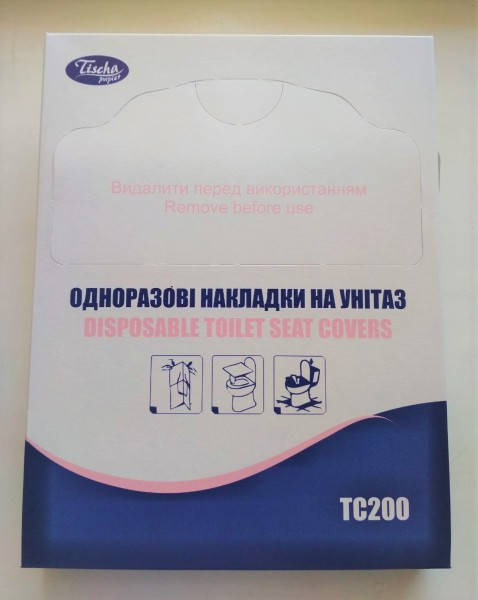 Tischa
papier
Видалити перед використанням
Remove before use
ОДНОРАЗОВІ НАКЛАДКИ НА УНІТАЗ
DISPOSABLE TOILET SEAT COVERS
TC200